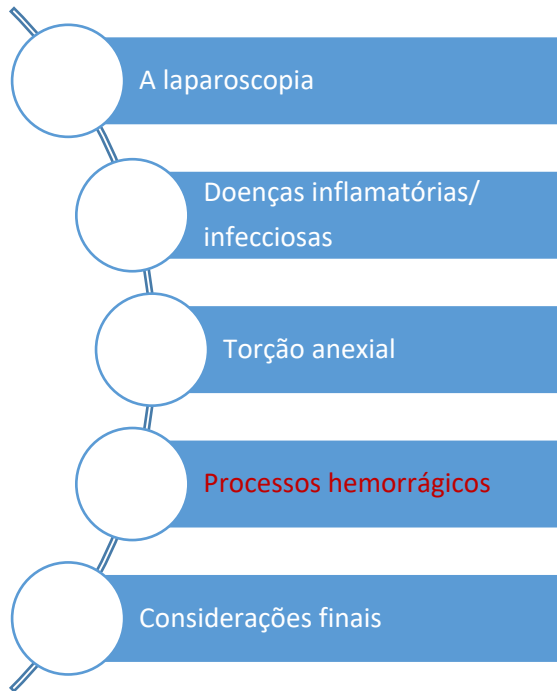 A laparoscopia
Doenças inflamatórias/
infecciosas
Torção anexial
Processos hemorrágicos
Considerações finais